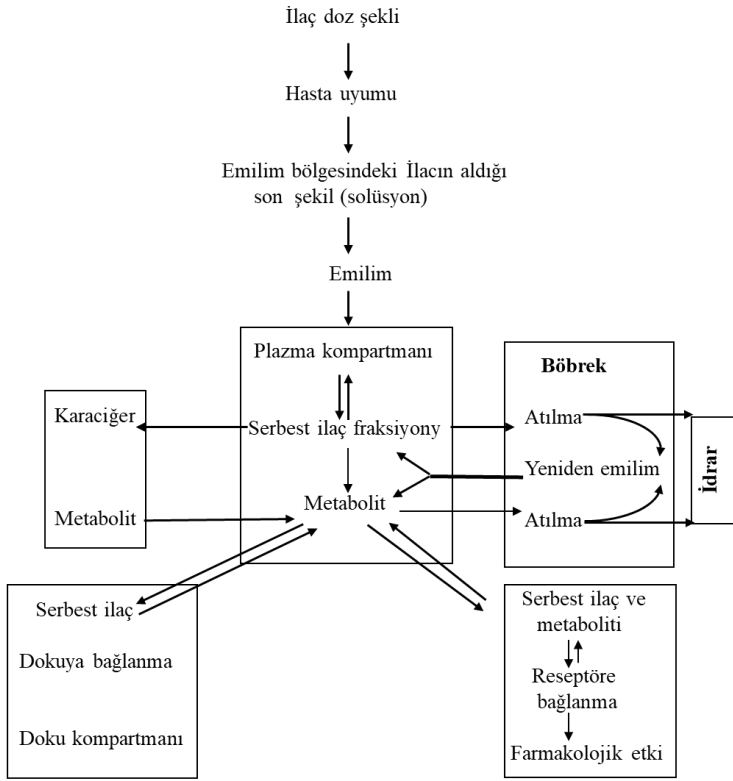 İlaç doz şekli
Hasta uyumu
Emilim bölgesindeki İlacın aldığı
son şekil (solüsyon)
Emilim
Plazma kompartmanı
Serbest ilaç fraksiyony
Metabolit
Karaciğer
Metabolit
Böbrek
Atılma
Yeniden emilim
Atılma
İdrar
Serbest ilaç
Dokuya bağlanma
Doku kompartmanı
Serbest ilaç ve
metaboliti
Reseptöre
bağlanma
Farmakolojik etki